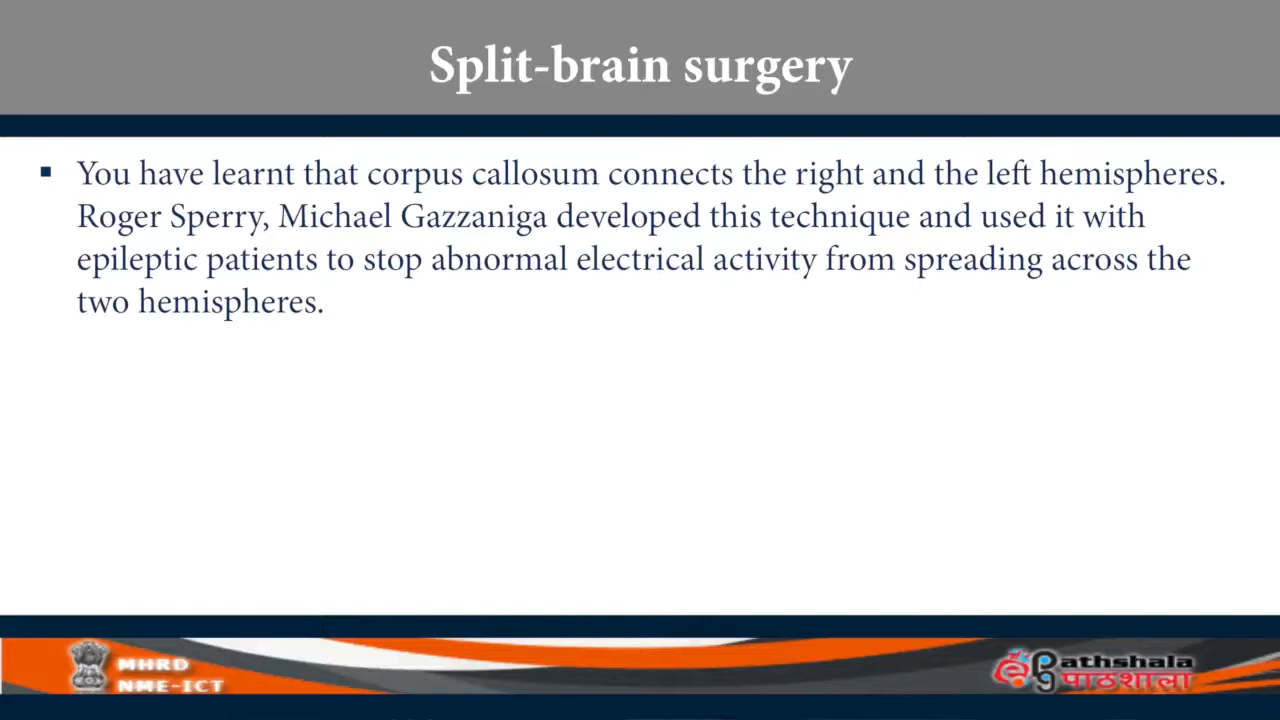 Split-brain surgery
▪ You have learnt that corpus callosum connects the right and the left hemispheres.
Roger Sperry, Michael Gazzaniga developed this technique and used it with
epileptic patients to stop abnormal electrical activity from spreading across the
two hemispheres.
MHRD
NME-ICT
ePathshala
पाठशाला